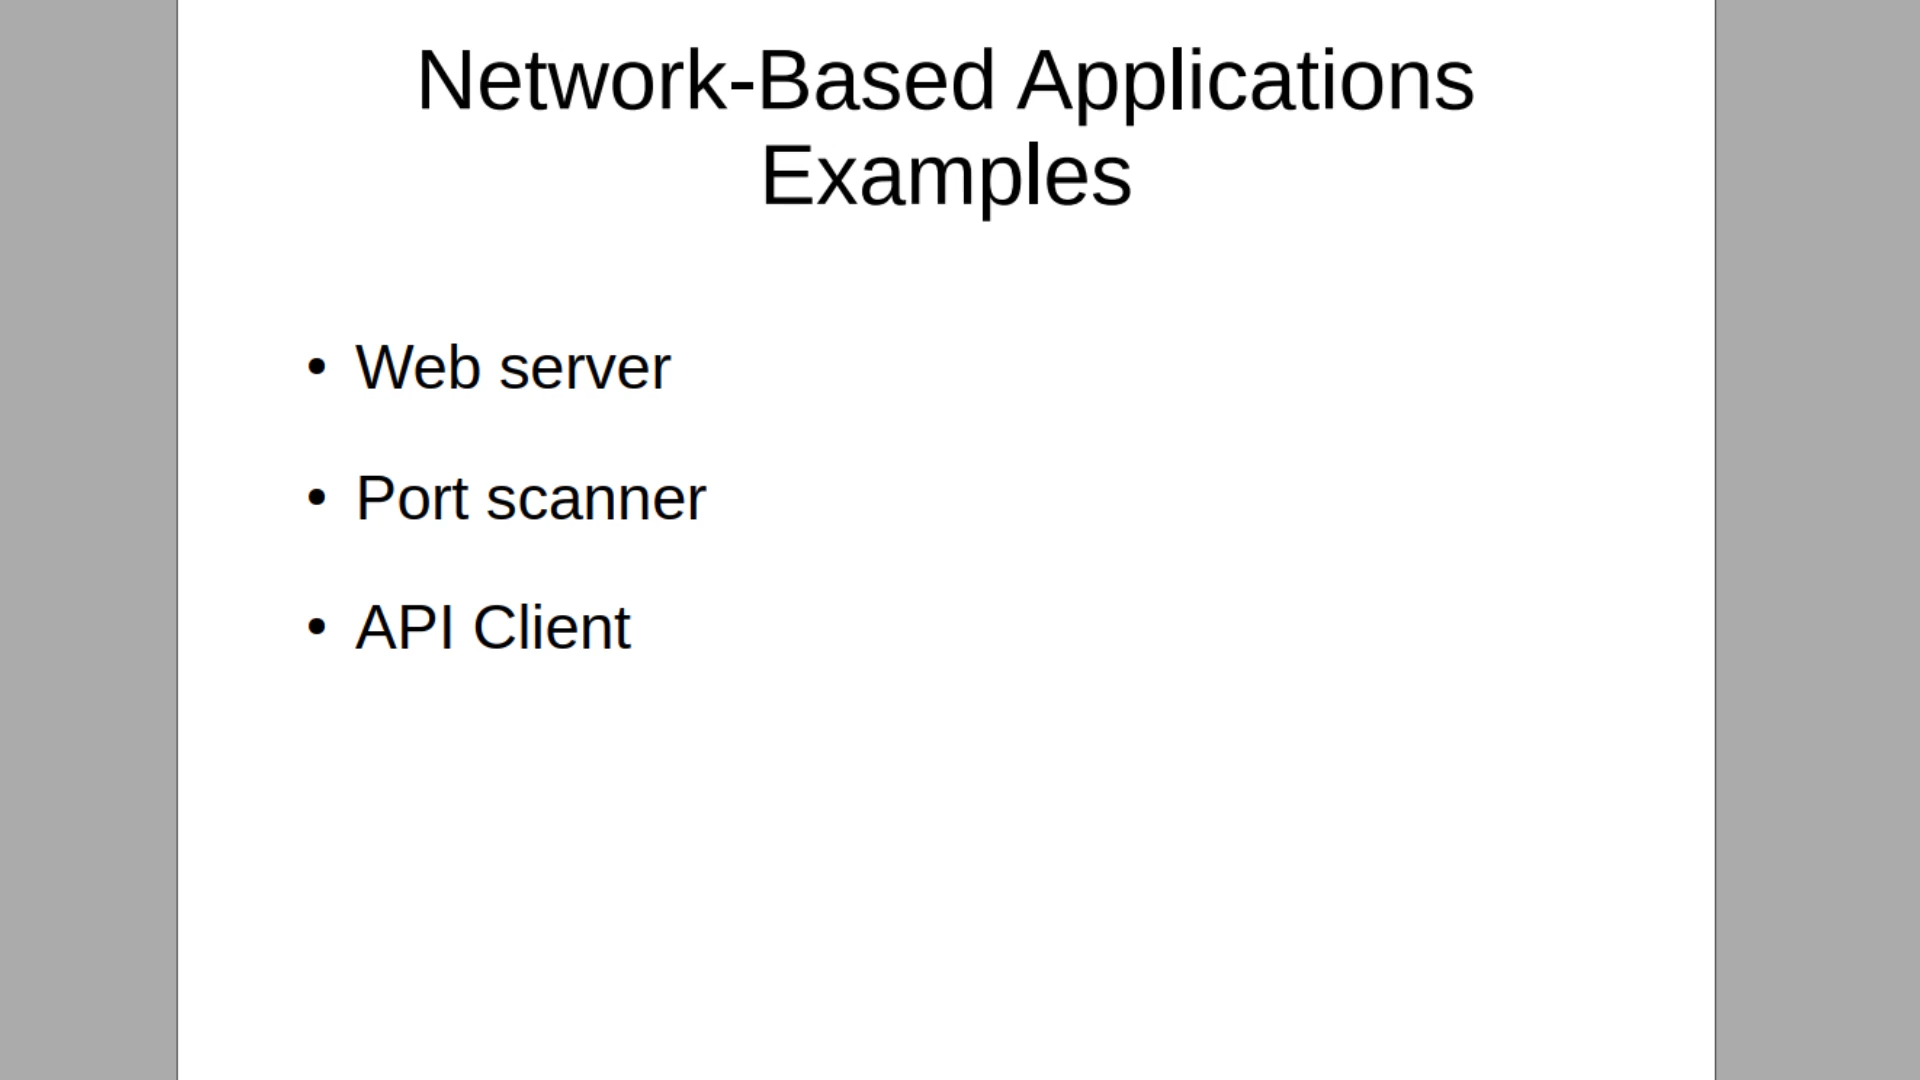 Network-Based Applications
Examples
• Web server
• Port scanner
• API Client